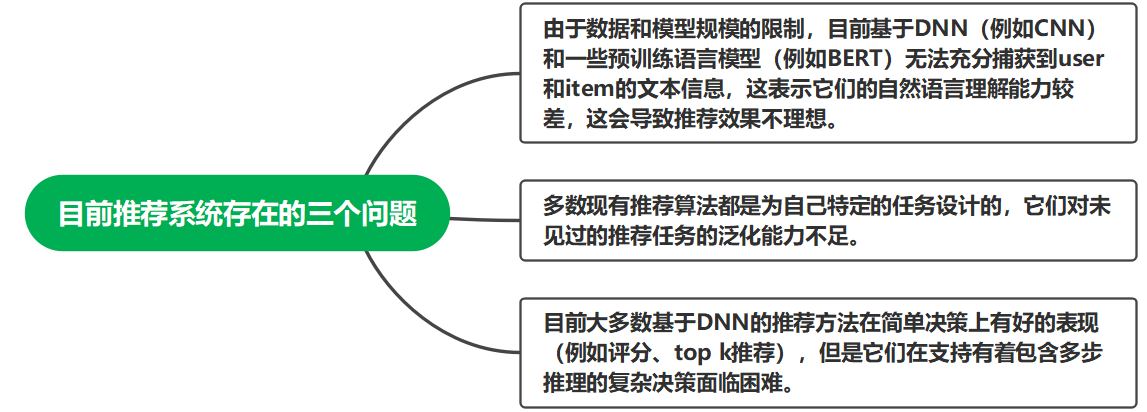 目前推荐系统存在的三个问题
由于数据和模型规模的限制，目前基于DNN（例如CNN）
和一些预训练语言模型（例如BERT）无法充分捕获到user
和item的文本信息，这表示它们的自然语言理解能力较
差，这会导致推荐效果不理想。
多数现有推荐算法都是为自己特定的任务设计的，它们对未
见过的推荐任务的泛化能力不足。
目前大多数基于DNN的推荐方法在简单决策上有好的表现
（例如评分、top k推荐），但是它们在支持有着包含多步
推理的复杂决策面临困难。